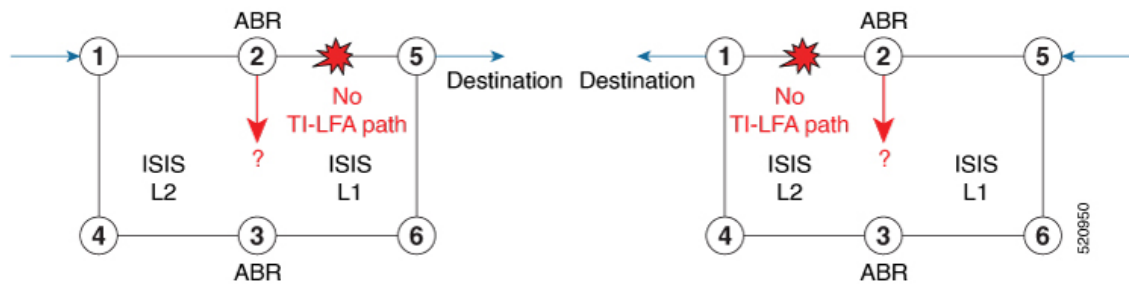 ABR
1
2
5
Destination
No
TI-LFA path
?
ISIS
L2
ISIS
L1
4
3
6
ABR
ABR
1
2
5
Destination
No
TI-LFA path
?
ISIS
L2
ISIS
L1
4
3
6
ABR
520950